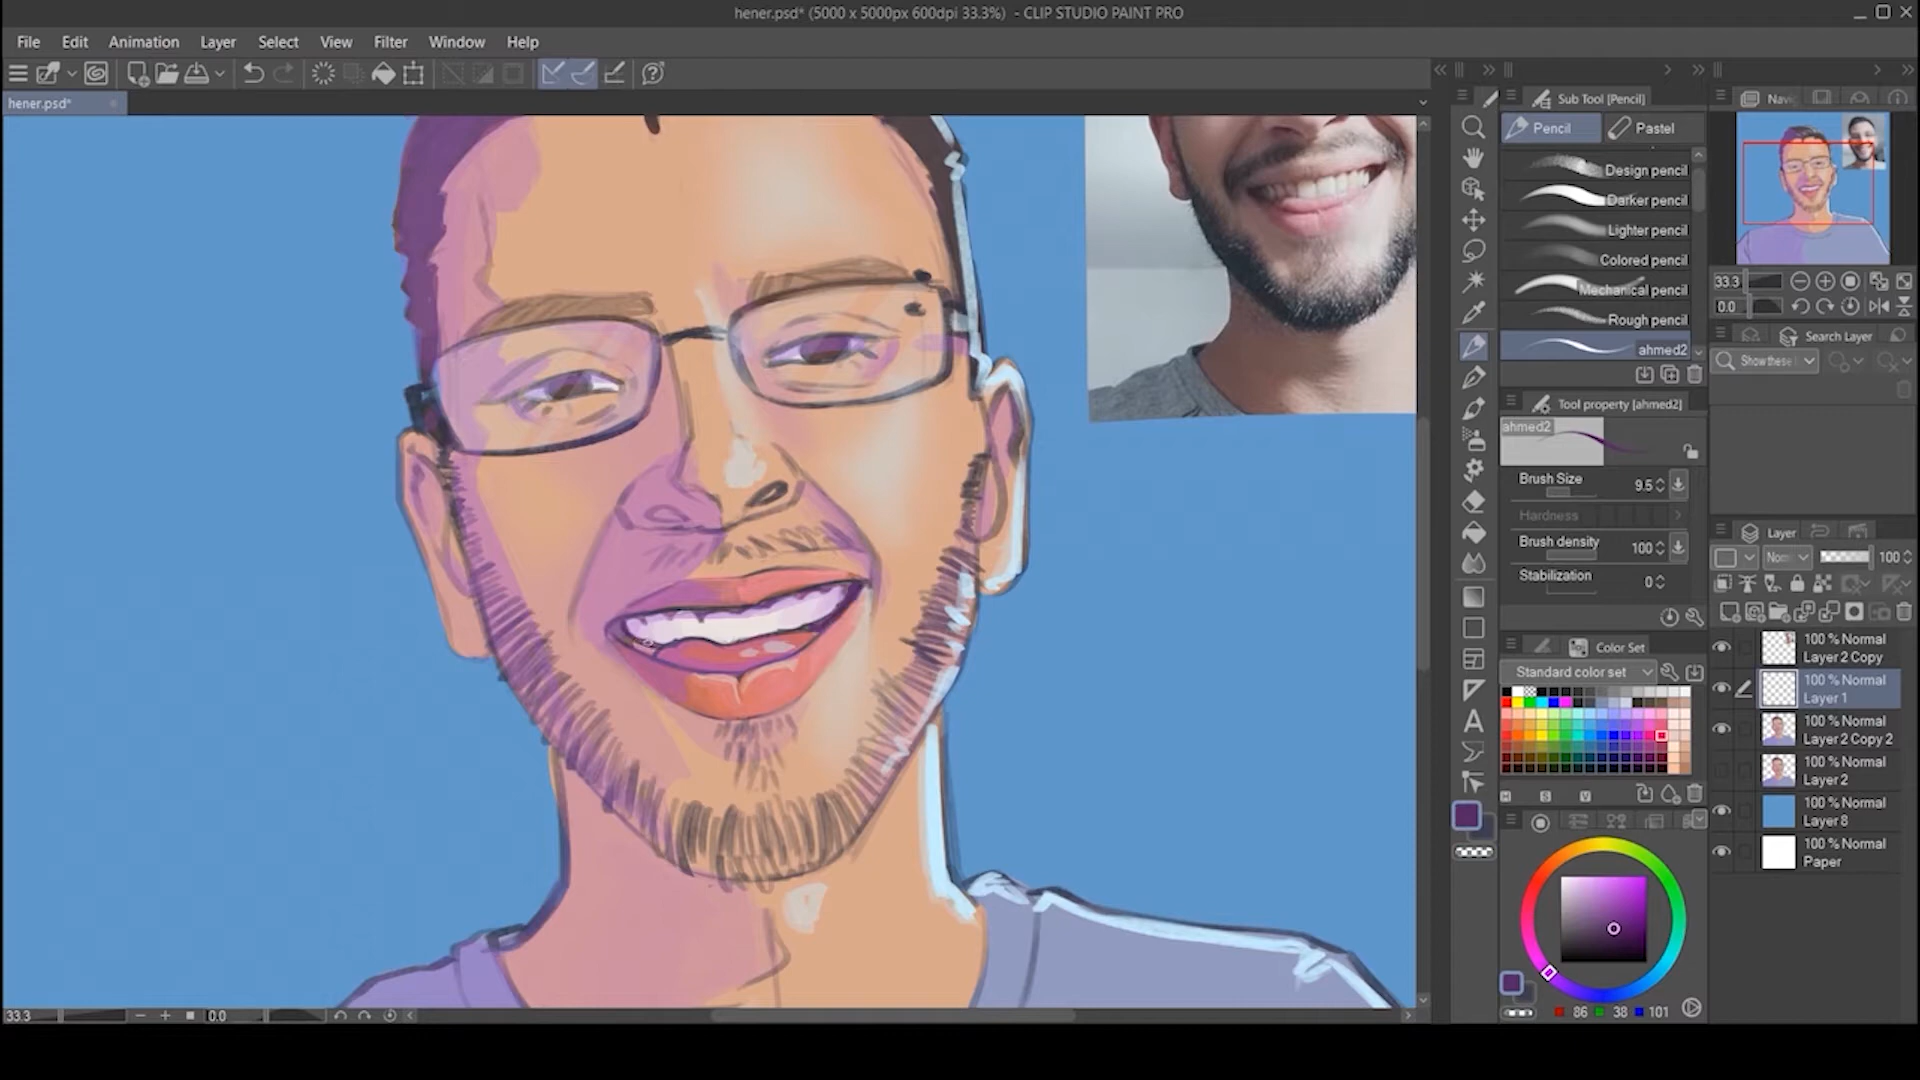 hener.psd* (5000 x 5000px 600dpi 33.3%) - CLIP STUDIO PAINT PRO
File Edit Animation Layer Select View Filter Window Help
hener.psd*
Sub Tool [Pencil]
Pencil Pastel
Design pencil
Darker pencil
Lighter pencil
Colored pencil
Mechanical pencil
Rough pencil
ahmed2
Tool property [ahmed2]
ahmed2
Brush Size 9.5
Hardness
Brush density 100
Stabilization 0
Color Set
Standard color set
H S V
86 38 101
Navi
33.3
0.0
Search Layer
Show these l
Layer
Norm 100
100 % Normal
Layer 2 Copy
100 % Normal
Layer 1
100 % Normal
Layer 2 Copy 2
100 % Normal
Layer 2
100 % Normal
Layer 8
100 % Normal
Paper
33.3 0.0